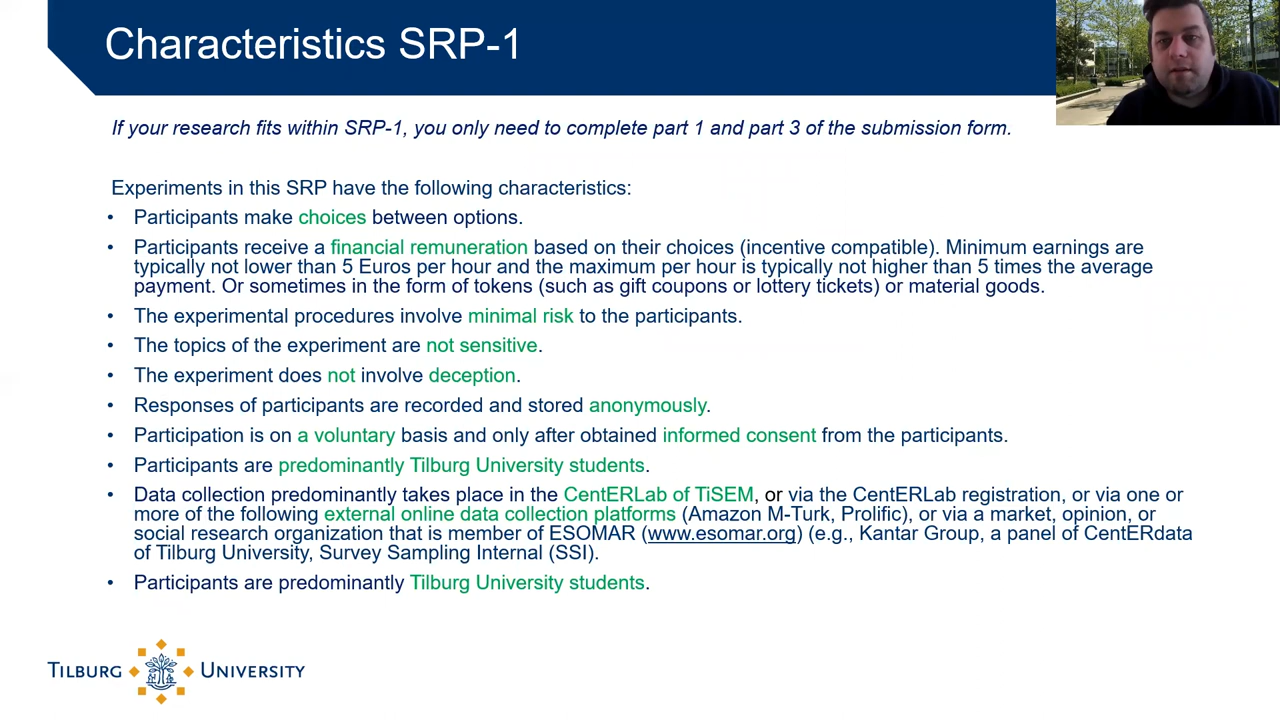 Characteristics SRP-1
If your research fits within SRP-1, you only need to complete part 1 and part 3 of the submission form.
Experiments in this SRP have the following characteristics:
• Participants make choices between options.
• Participants receive a financial remuneration based on their choices (incentive compatible). Minimum earnings are
typically not lower than 5 Euros per hour and the maximum per hour is typically not higher than 5 times the average
payment. Or sometimes in the form of tokens (such as gift coupons or lottery tickets) or material goods.
• The experimental procedures involve minimal risk to the participants.
• The topics of the experiment are not sensitive.
• The experiment does not involve deception.
• Responses of participants are recorded and stored anonymously.
• Participation is on a voluntary basis and only after obtained informed consent from the participants.
• Participants are predominantly Tilburg University students.
• Data collection predominantly takes place in the CentERLab of TiSEM, or via the CentERLab registration, or via one or
more of the following external online data collection platforms (Amazon M-Turk, Prolific), or via a market, opinion, or
social research organization that is member of ESOMAR (www.esomar.org) (e.g., Kantar Group, a panel of CentERdata
of Tilburg University, Survey Sampling Internal (SSI).
• Participants are predominantly Tilburg University students.
TILBURG UNIVERSITY